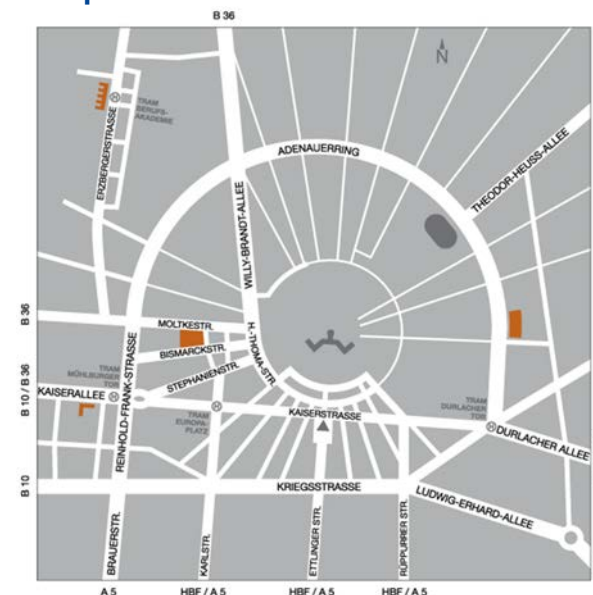 B 36
N
TRAM
BERUFS-
AKADEMIE
ERZBERGERSTRASSE
ADENAUERRING
THEODOR-HEUSS-ALLEE
WILLY-BRANDT-ALLEE
B 36
MOLTKESTR.
H.-THOMA-STR.
BISMARCKSTR.
STEPHANIENSTR.
REINHOLD-FRANK-STRASSE
TRAM
MÜHLBURGER
TOR
B 10 / B 36
KAISERALLEE
TRAM
EUROPA-
PLATZ
KAISERSTRASSE
TRAM
DURLACHER
TOR
DURLACHER ALLEE
B 10
KRIEGSSTRASSE
LUDWIG-ERHARD-ALLEE
BRAUERSTR.
KARLSTR.
ETTLINGER STR.
RÜPPURRER STR.
A 5
HBF / A 5
HBF / A 5
HBF / A 5
H
H
H
H